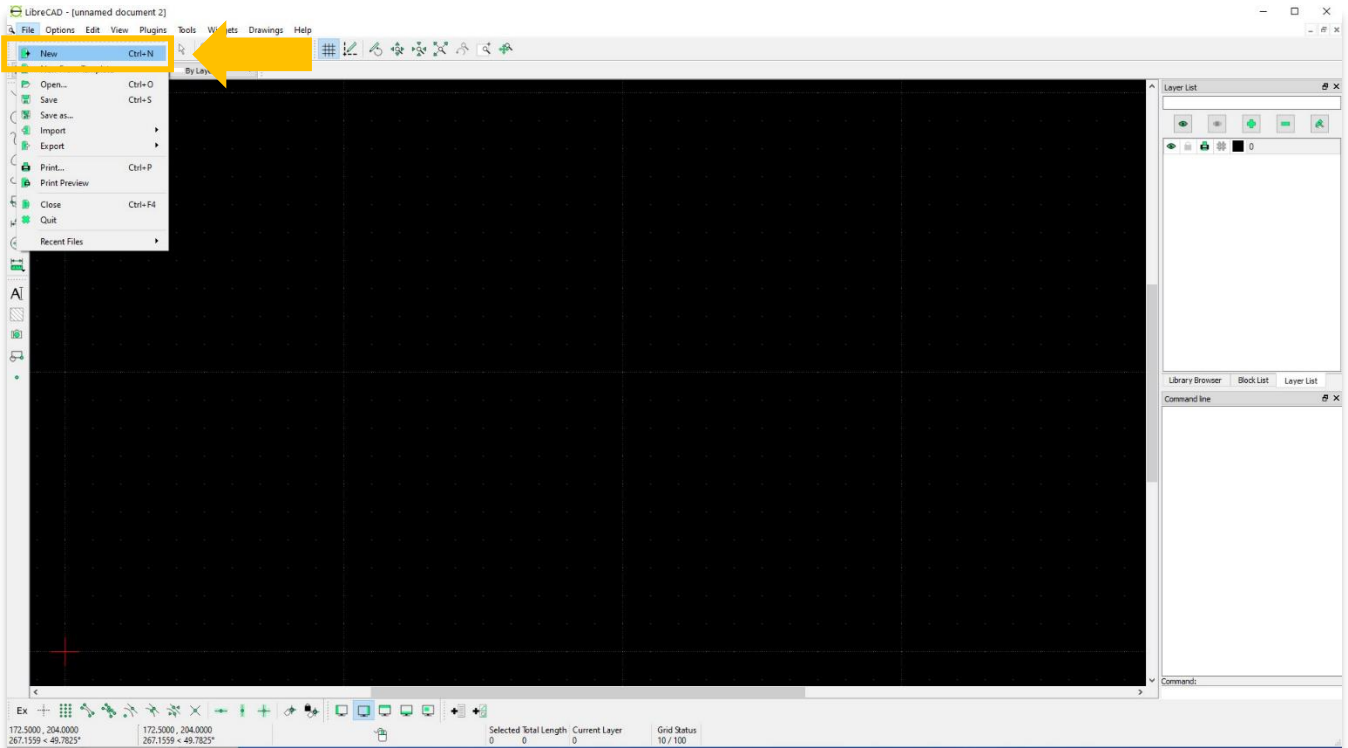 LibreCAD - [unnamed document 2]
File Options Edit View Plugins Tools Widgets Drawings Help
New Ctrl+N
By Lay
Open... Ctrl+O
Save Ctrl+S
Save as...
Import
Export
Print... Ctrl+P
Print Preview
Close Ctrl+F4
Quit
Recent Files
Layer List
0
Library Browser Block List Layer List
Command line
Command:
Ex
172.5000 , 204.0000 172.5000 , 204.0000 Selected Total Length Current Layer Grid Status
267.1559 < 49.7825° 267.1559 < 49.7825° 0 0 0 10 / 100